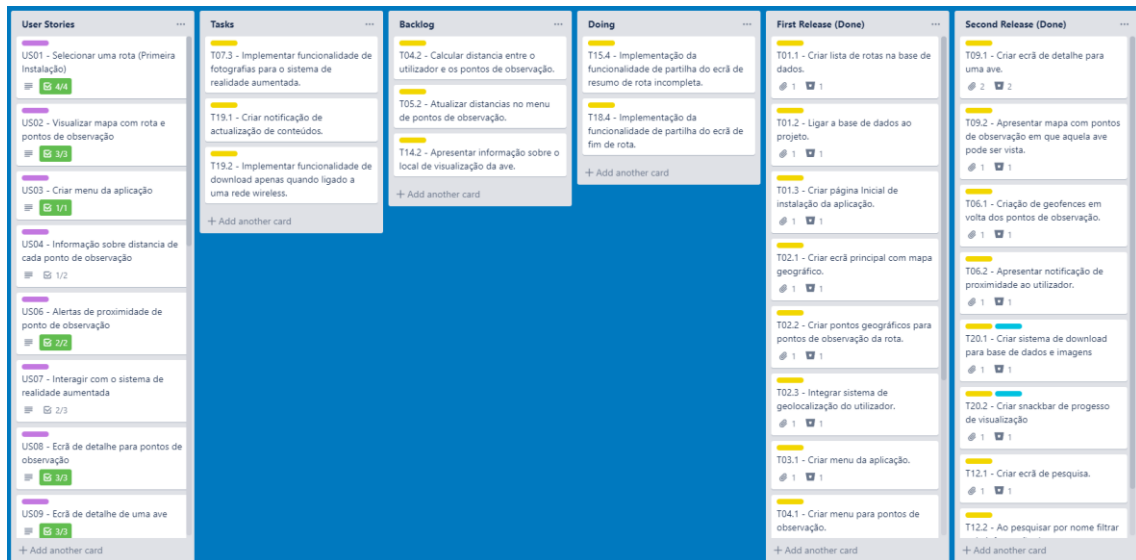 User Stories
US01 - Selecionar uma rota (Primeira
Instalação)
4/4
US02 - Visualizar mapa com rota e
pontos de observação
3/3
US03 - Criar menu da aplicação
1/1
US04 - Informação sobre distancia de
cada ponto de observação
1/2
US06 - Alertas de proximidade de
ponto de observação
2/2
US07 - Interagir com o sistema de
realidade aumentada
2/3
US08 - Ecrã de detalhe para pontos de
observação
3/3
US09 - Ecrã de detalhe de uma ave
3/3
+ Add another card
Tasks
T07.3 - Implementar funcionalidade de
fotografias para o sistema de
realidade aumentada.
T19.1 - Criar notificação de
actualização de conteúdos.
T19.2 - Implementar funcionalidade de
download apenas quando ligado a
uma rede wireless.
+ Add another card
Backlog
T04.2 - Calcular distancia entre o
utilizador e os pontos de observação.
T05.2 - Atualizar distancias no menu
de pontos de observação.
T14.2 - Apresentar informação sobre o
local de visualização da ave.
+ Add another card
Doing
T15.4 - Implementação da
funcionalidade de partilha do ecrã de
resumo de rota incompleta.
T18.4 - Implementação da
funcionalidade de partilha do ecrã de
fim de rota.
+ Add another card
First Release (Done)
T01.1 - Criar lista de rotas na base de
dados.
1 1
T01.2 - Ligar a base de dados ao
projeto.
1 1
T01.3 - Criar página Inicial de
instalação da aplicação.
1 1
T02.1 - Criar ecrã principal com mapa
geográfico.
1 1
T02.2 - Criar pontos geográficos para
pontos de observação da rota.
1 1
T02.3 - Integrar sistema de
geolocalização do utilizador.
1 1
T03.1 - Criar menu da aplicação.
1 1
T04.1 - Criar menu para pontos de
observação.
+ Add another card
Second Release (Done)
T09.1 - Criar ecrã de detalhe para
uma ave.
2 2
T09.2 - Apresentar mapa com pontos
de observação em que aquela ave
pode ser vista.
1 1
T06.1 - Criação de geofences em
volta dos pontos de observação.
1 1
T06.2 - Apresentar notificação de
proximidade ao utilizador.
1 1
T20.1 - Criar sistema de download
para base de dados e imagens
1 1
T20.2 - Criar snackbar de progesso
de visualização
1 1
T12.1 - Criar ecrã de pesquisa.
1 1
T12.2 - Ao pesquisar por nome filtrar
+ Add another card